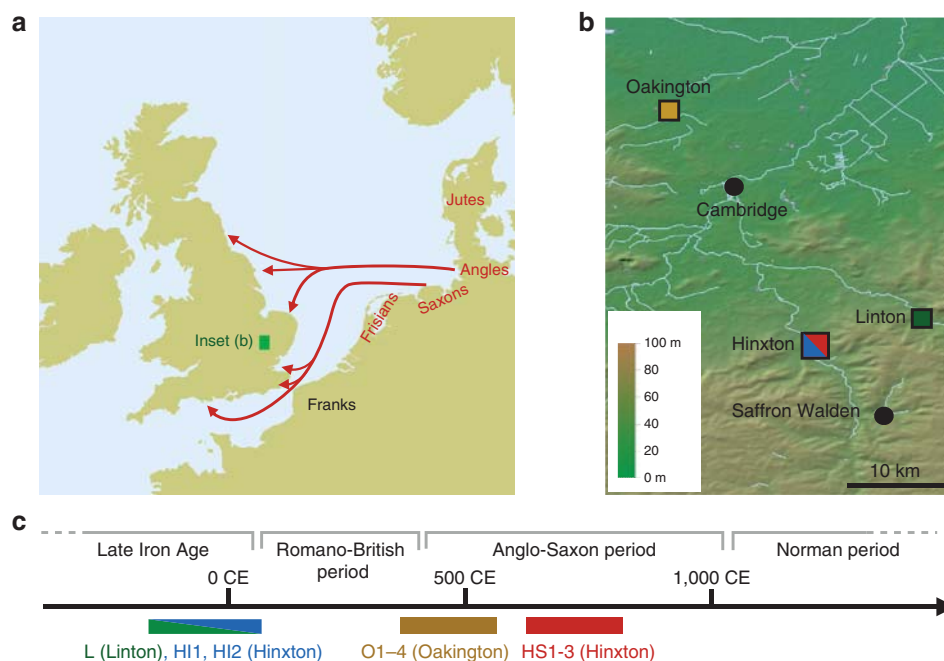 a
Jutes
Angles
Saxons
Frisians
Inset (b)
Franks
b
Oakington
Cambridge
Linton
Hinxton
Saffron Walden
100 m
80
60
40
20
0 m
10 km
c
Late Iron Age
Romano-British
period
Anglo-Saxon period
Norman period
0 CE
500 CE
1,000 CE
L (Linton), HI1, HI2 (Hinxton)
O1–4 (Oakington)
HS1-3 (Hinxton)